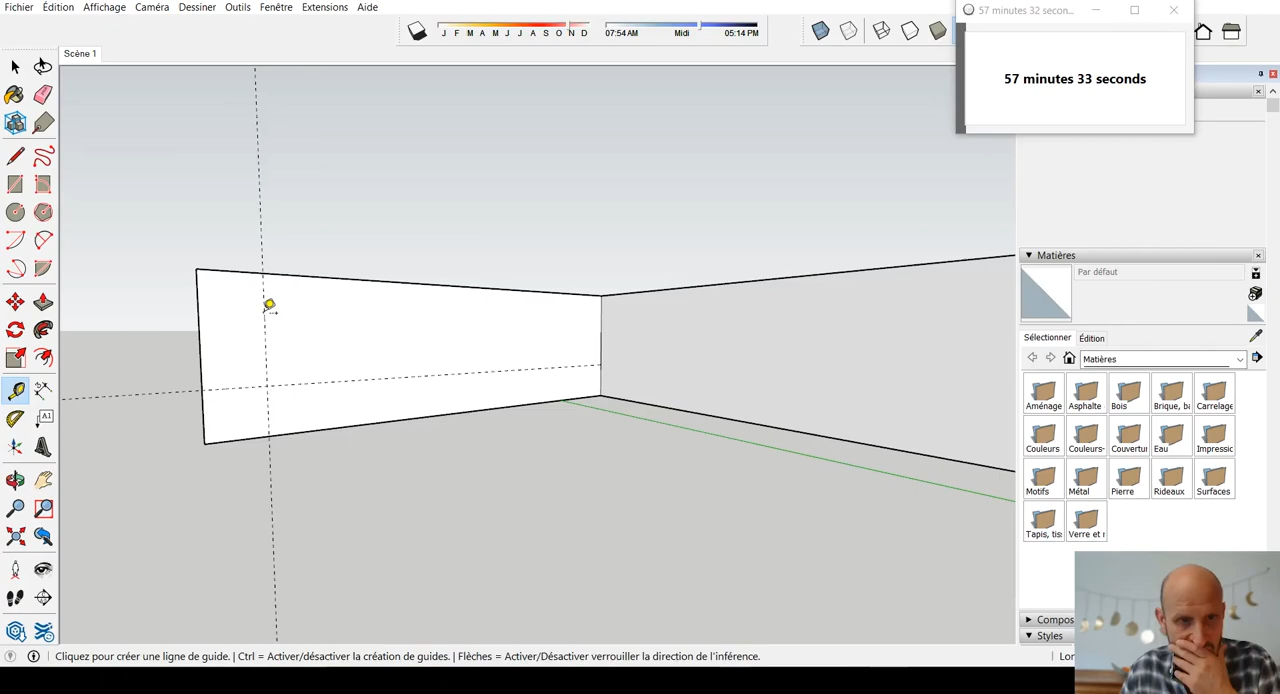 Fichier Édition Affichage Caméra Dessiner Outils Fenêtre Extensions Aide
57 minutes 32 secon...
J F M A M J J A S O N D
07:54 AM Midi 05:14 PM
57 minutes 33 seconds
Scène 1
Matières
Par défaut
Sélectionner Édition
Matières
Aménage Asphalte Bois Brique, ba Carrelage
Couleurs Couleurs- Couvertur Eau Impressic
Motifs Métal Pierre Rideaux Surfaces
Tapis, tis: Verre et r
Compos
Styles
Cliquez pour créer une ligne de guide. | Ctrl = Activer/désactiver la création de guides. | Flèches = Activer/Désactiver verrouiller la direction de l'inférence.
Lor